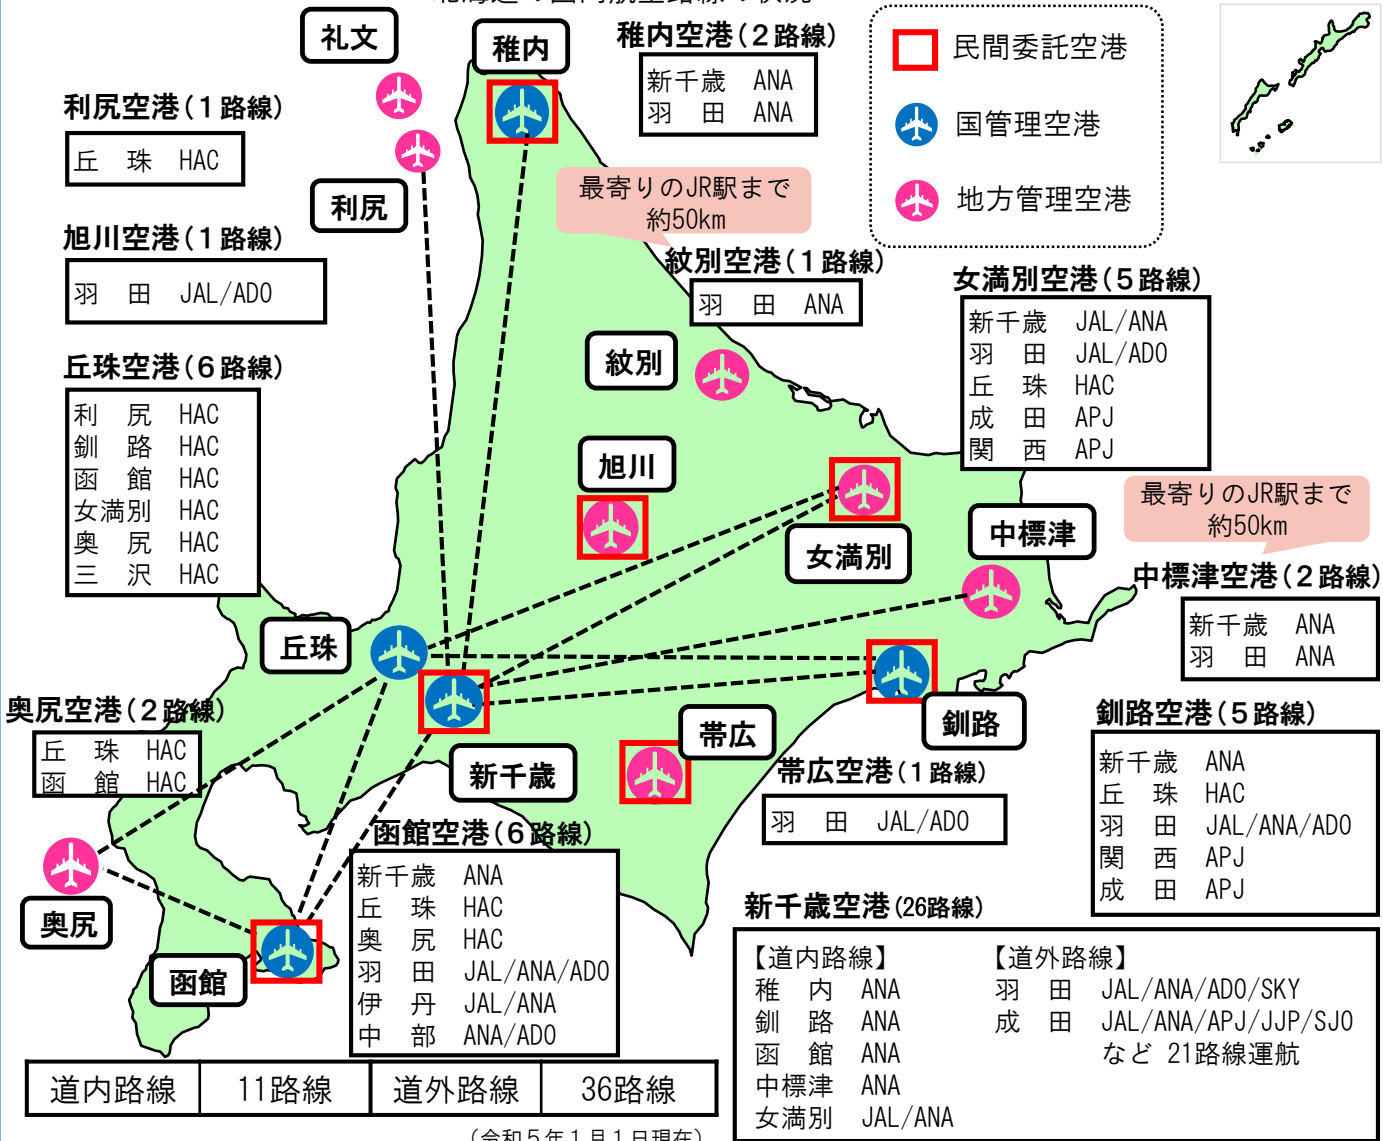 礼文
稚内
稚内空港(２路線)
新千歳 ANA
羽 田 ANA
民間委託空港
国管理空港
地方管理空港
利尻空港(１路線)
丘 珠 HAC
利尻
最寄りのJR駅まで
約50km
旭川空港(１路線)
羽 田 JAL/ADO
紋別空港(１路線)
羽 田 ANA
紋別
女満別空港(５路線)
新千歳 JAL/ANA
羽 田 JAL/ADO
丘 珠 HAC
成 田 APJ
関 西 APJ
丘珠空港(６路線)
利 尻 HAC
釧 路 HAC
函 館 HAC
女満別 HAC
奥 尻 HAC
三 沢 HAC
旭川
女満別
中標津
最寄りのJR駅まで
約50km
中標津空港(２路線)
新千歳 ANA
羽 田 ANA
丘珠
新千歳
帯広
釧路
奥尻空港(２路線)
丘 珠 HAC
函 館 HAC
奥尻
函館
帯広空港(１路線)
羽 田 JAL/ADO
釧路空港(５路線)
新千歳 ANA
丘 珠 HAC
羽 田 JAL/ANA/ADO
関 西 APJ
成 田 APJ
函館空港(６路線)
新千歳 ANA
丘 珠 HAC
奥 尻 HAC
羽 田 JAL/ANA/ADO
伊 丹 JAL/ANA
中 部 ANA/ADO
新千歳空港(26路線)
【道内路線】
稚 内 ANA
釧 路 ANA
函 館 ANA
中標津 ANA
女満別 JAL/ANA
【道外路線】
羽 田 JAL/ANA/ADO/SKY
成 田 JAL/ANA/APJ/JJP/SJO
など 21路線運航
道内路線 11路線 道外路線 36路線
(令和５年１月１日現在)